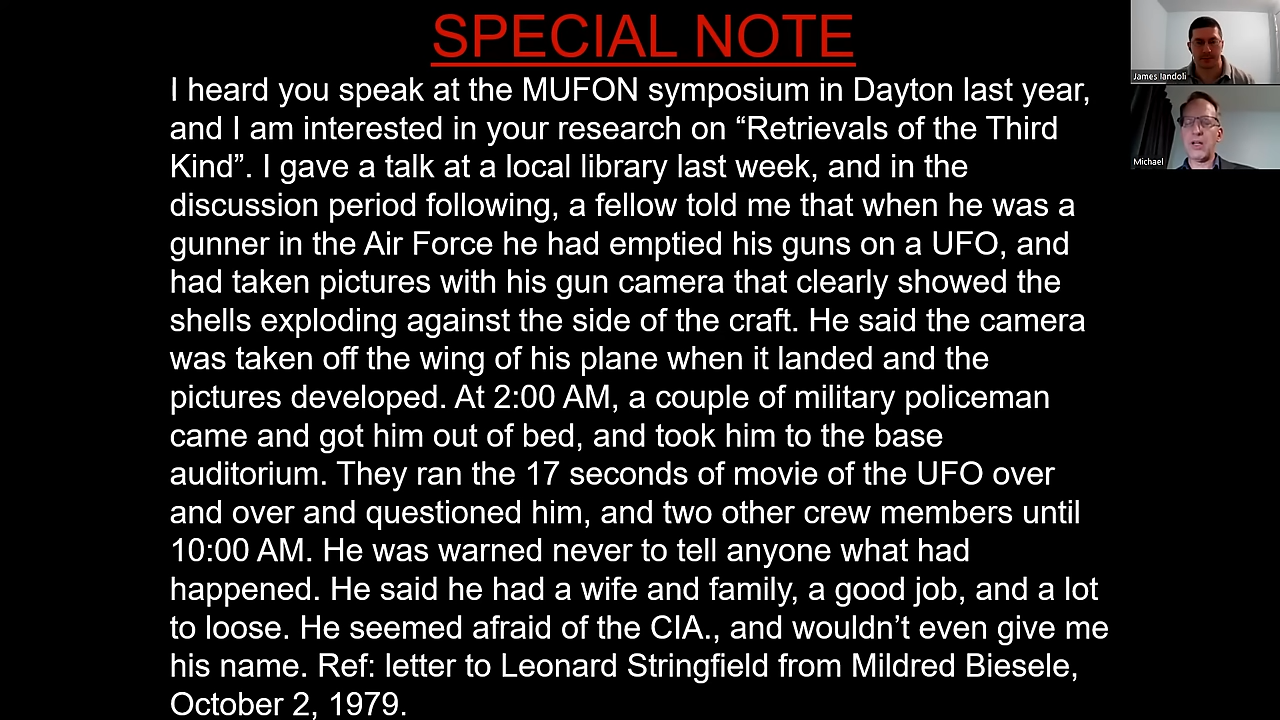 SPECIAL NOTE
I heard you speak at the MUFON symposium in Dayton last year,
and I am interested in your research on “Retrievals of the Third
Kind”. I gave a talk at a local library last week, and in the
discussion period following, a fellow told me that when he was a
gunner in the Air Force he had emptied his guns on a UFO, and
had taken pictures with his gun camera that clearly showed the
shells exploding against the side of the craft. He said the camera
was taken off the wing of his plane when it landed and the
pictures developed. At 2:00 AM, a couple of military policeman
came and got him out of bed, and took him to the base
auditorium. They ran the 17 seconds of movie of the UFO over
and over and questioned him, and two other crew members until
10:00 AM. He was warned never to tell anyone what had
happened. He said he had a wife and family, a good job, and a lot
to loose. He seemed afraid of the CIA., and wouldn’t even give me
his name. Ref: letter to Leonard Stringfield from Mildred Biesele,
October 2, 1979.
James Iandoli
Michael